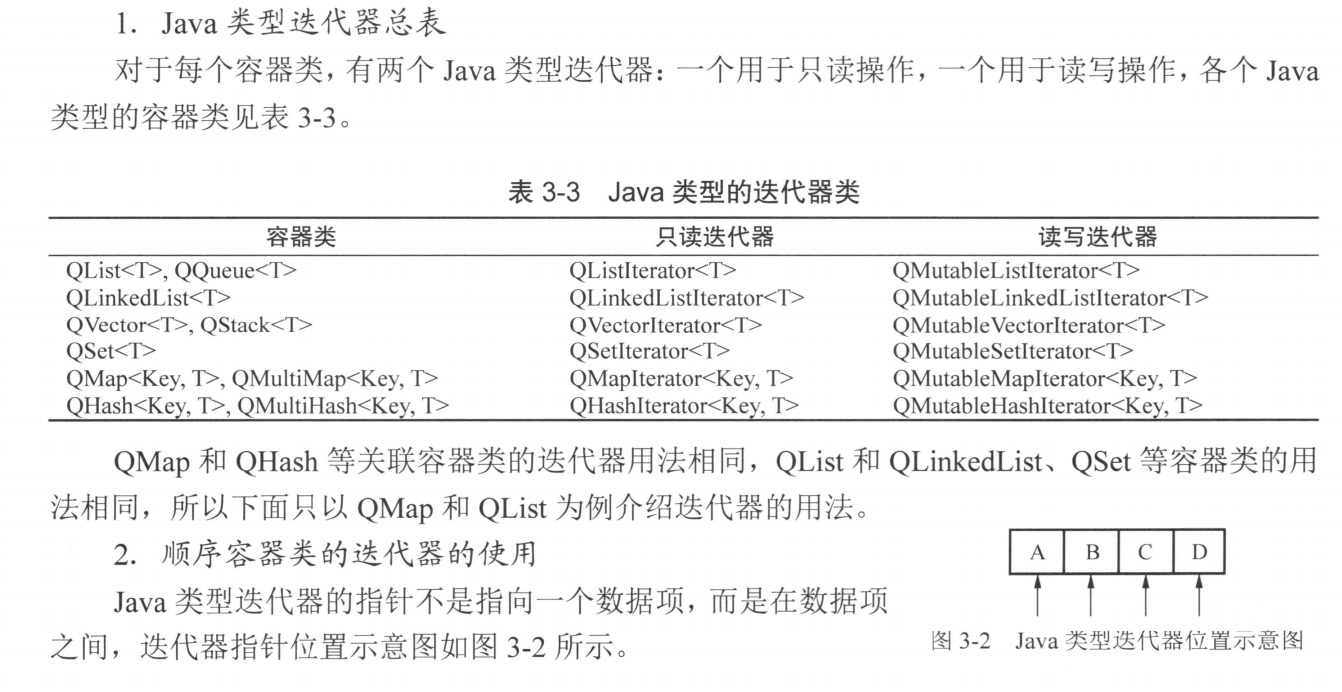 1. Java 类型迭代器总表
对于每个容器类，有两个 Java 类型迭代器：一个用于只读操作，一个用于读写操作，各个 Java
类型的容器类见表 3-3。
表 3-3 Java 类型的迭代器类
容器类 只读迭代器 读写迭代器
QList<T>, QQueue<T> QListIterator<T> QMutableListIterator<T>
QLinkedList<T> QLinkedListIterator<T> QMutableLinkedListIterator<T>
QVector<T>, QStack<T> QVectorIterator<T> QMutableVectorIterator<T>
QSet<T> QSetIterator<T> QMutableSetIterator<T>
QMap<Key, T>, QMultiMap<Key, T> QMapIterator<Key, T> QMutableMapIterator<Key, T>
QHash<Key, T>, QMultiHash<Key, T> QHashIterator<Key, T> QMutableHashIterator<Key, T>
QMap 和 QHash 等关联容器类的迭代器用法相同，QList 和 QLinkedList、QSet 等容器类的用
法相同，所以下面只以 QMap 和 QList 为例介绍迭代器的用法。
2. 顺序容器类的迭代器的使用
Java 类型迭代器的指针不是指向一个数据项，而是在数据项
之间，迭代器指针位置示意图如图 3-2 所示。
A B C D
图 3-2 Java 类型迭代器位置示意图